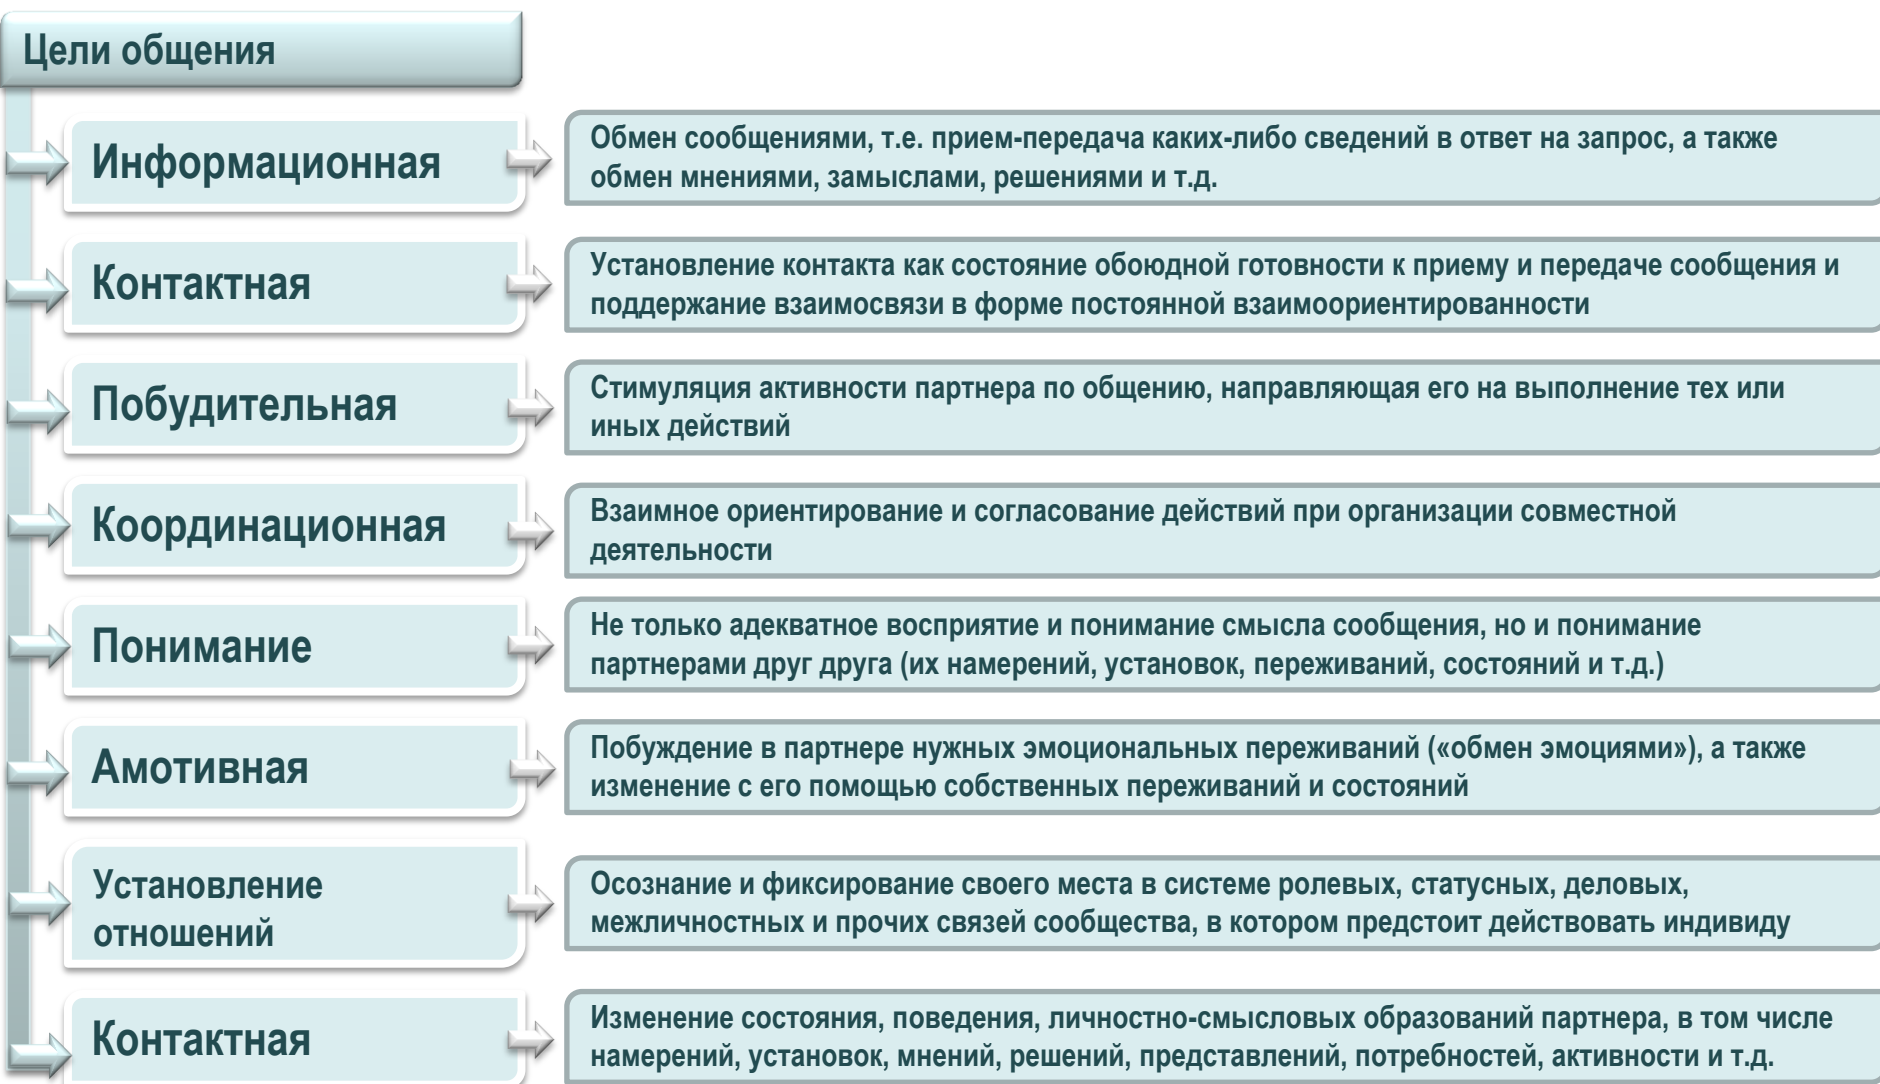 Цели общения
Информационная
Обмен сообщениями, т.е. прием-передача каких-либо сведений в ответ на запрос, а также
обмен мнениями, замыслами, решениями и т.д.
Контактная
Установление контакта как состояние обоюдной готовности к приему и передаче сообщения и
поддержание взаимосвязи в форме постоянной взаимоориентированности
Побудительная
Стимуляция активности партнера по общению, направляющая его на выполнение тех или
иных действий
Координационная
Взаимное ориентирование и согласование действий при организации совместной
деятельности
Понимание
Не только адекватное восприятие и понимание смысла сообщения, но и понимание
партнерами друг друга (их намерений, установок, переживаний, состояний и т.д.)
Амотивная
Побуждение в партнере нужных эмоциональных переживаний («обмен эмоциями»), а также
изменение с его помощью собственных переживаний и состояний
Установление
отношений
Осознание и фиксирование своего места в системе ролевых, статусных, деловых,
межличностных и прочих связей сообщества, в котором предстоит действовать индивиду
Контактная
Изменение состояния, поведения, личностно-смысловых образований партнера, в том числе
намерений, установок, мнений, решений, представлений, потребностей, активности и т.д.